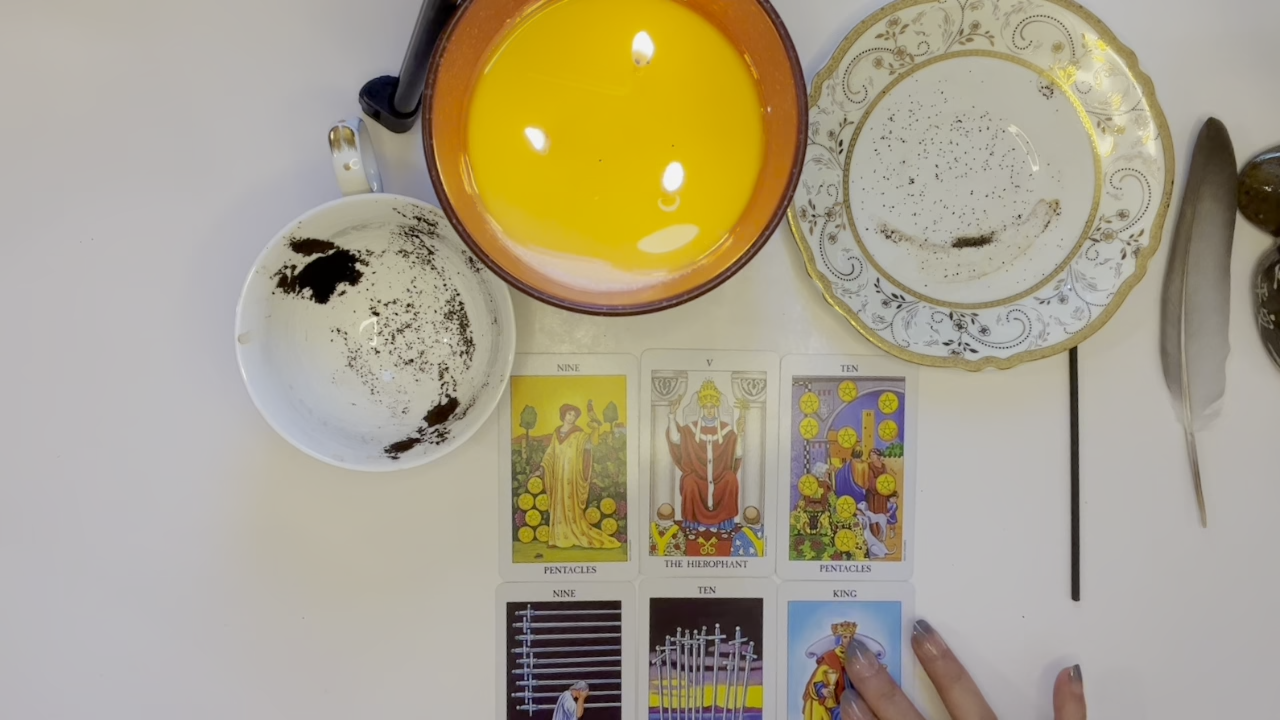 NINE
PENTACLES
V
THE HIEROPHANT
TEN
PENTACLES
NINE
TEN
KING